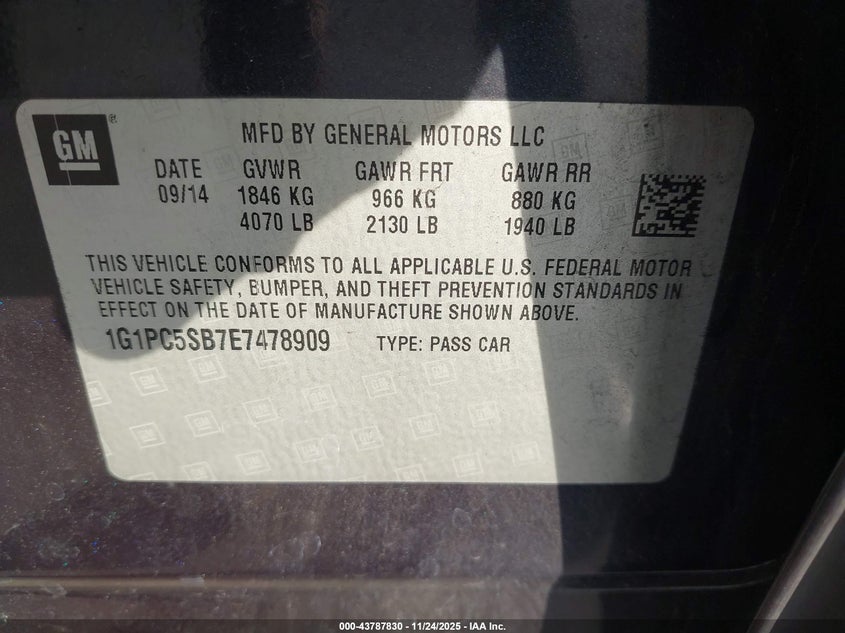 GM®
MFD BY GENERAL MOTORS LLC
DATE GVWR GAWR FRT GAWR RR
09/14 1846 KG 966 KG 880 KG
4070 LB 2130 LB 1940 LB
THIS VEHICLE CONFORMS TO ALL APPLICABLE U.S. FEDERAL MOTOR
VEHICLE SAFETY, BUMPER, AND THEFT PREVENTION STANDARDS IN
EFFECT ON THE DATE OF MANUFACTURE SHOWN ABOVE.
1G1PC5SB7E7478909 TYPE: PASS CAR
000-43787830 - 11/24/2025 - IAA Inc.